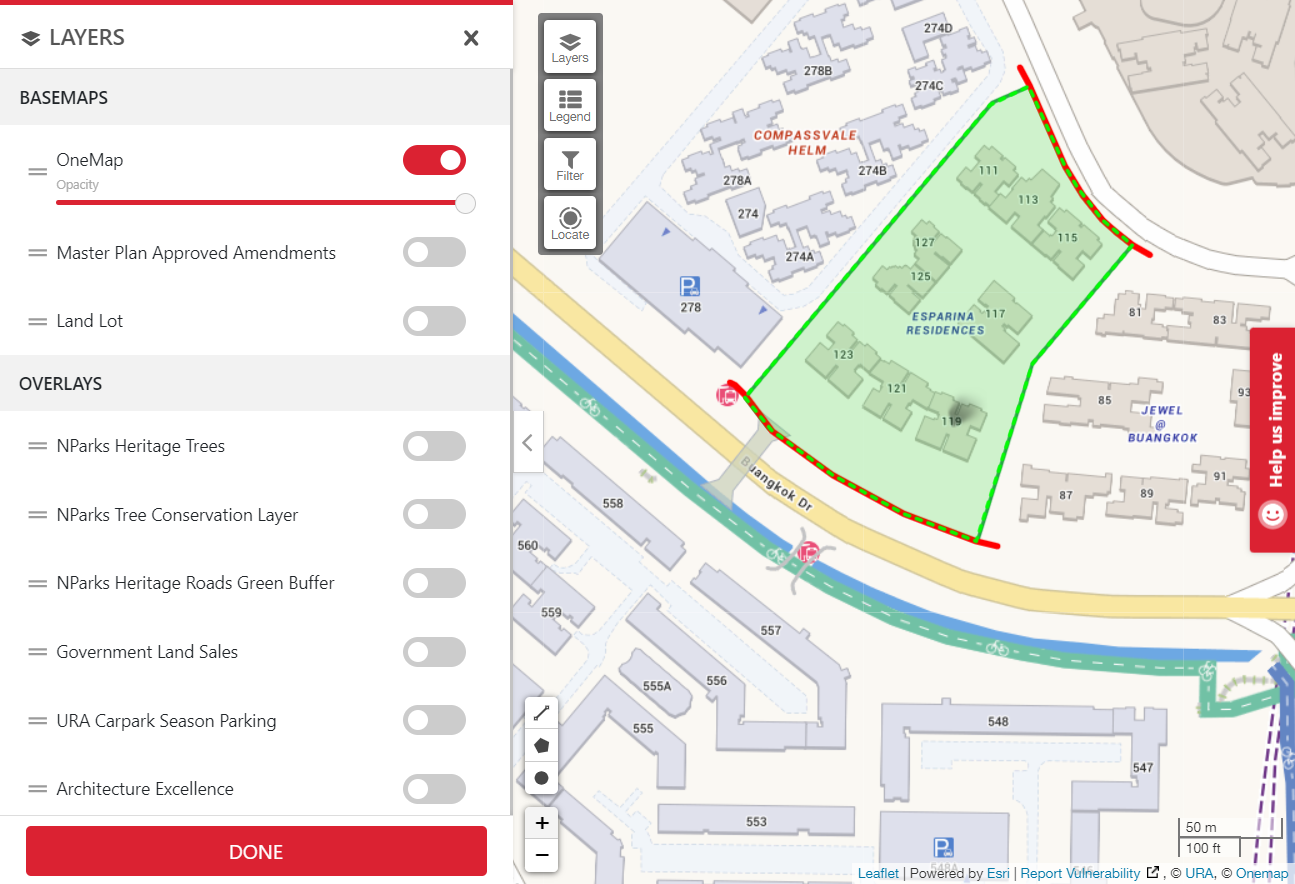 LAYERS
BASEMAPS
OneMap
Opacity
Master Plan Approved Amendments
Land Lot
OVERLAYS
NParks Heritage Trees
NParks Tree Conservation Layer
NParks Heritage Roads Green Buffer
Government Land Sales
URA Carpark Season Parking
Architecture Excellence
DONE
Layers
Legend
Filter
Locate
274D
278B
274C
COMPASSVALE
HELM
278A
274B
274
274A
P
278
111
113
115
127
125
117
ESPARINA
RESIDENCES
123
121
119
81
83
85
93
JEWEL
@
BUANGKOK
87
89
91
Help us improve
Buangkok Dr
558
560
559
557
556
555A
555
553
548
547
P
548A
+
−
50 m
100 ft
Leaflet | Powered by Esri | Report Vulnerability , © URA, © Onemap